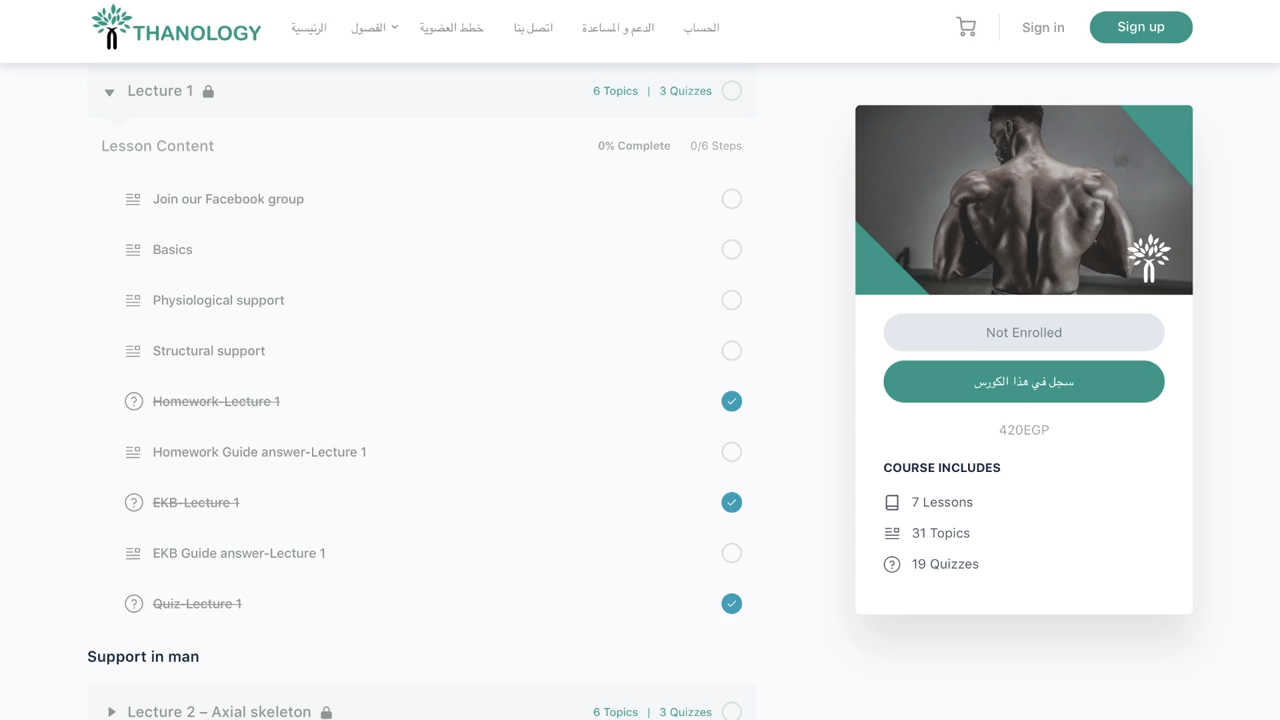 THANOLOGY
الرئيسية الفصول خطط العضوية اتصل بنا الدعم و المساعدة الحساب
Sign in Sign up
Lecture 1 6 Topics | 3 Quizzes
Lesson Content 0% Complete 0/6 Steps
Join our Facebook group
Basics
Physiological support
Structural support
Homework-Lecture 1
Homework Guide answer-Lecture 1
EKB-Lecture 1
EKB Guide answer-Lecture 1
Quiz-Lecture 1
Support in man
Lecture 2 – Axial skeleton 6 Topics | 3 Quizzes
Not Enrolled
سجل في هذا الكورس
420EGP
COURSE INCLUDES
7 Lessons
31 Topics
19 Quizzes